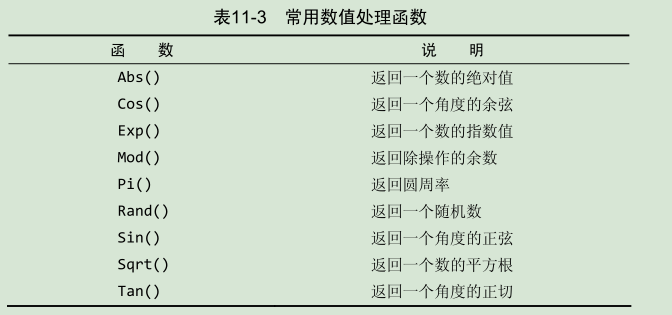 表11-3 常用数值处理函数
函 数 说 明
Abs() 返回一个数的绝对值
Cos() 返回一个角度的余弦
Exp() 返回一个数的指数值
Mod() 返回除操作的余数
Pi() 返回圆周率
Rand() 返回一个随机数
Sin() 返回一个角度的正弦
Sqrt() 返回一个数的平方根
Tan() 返回一个角度的正切